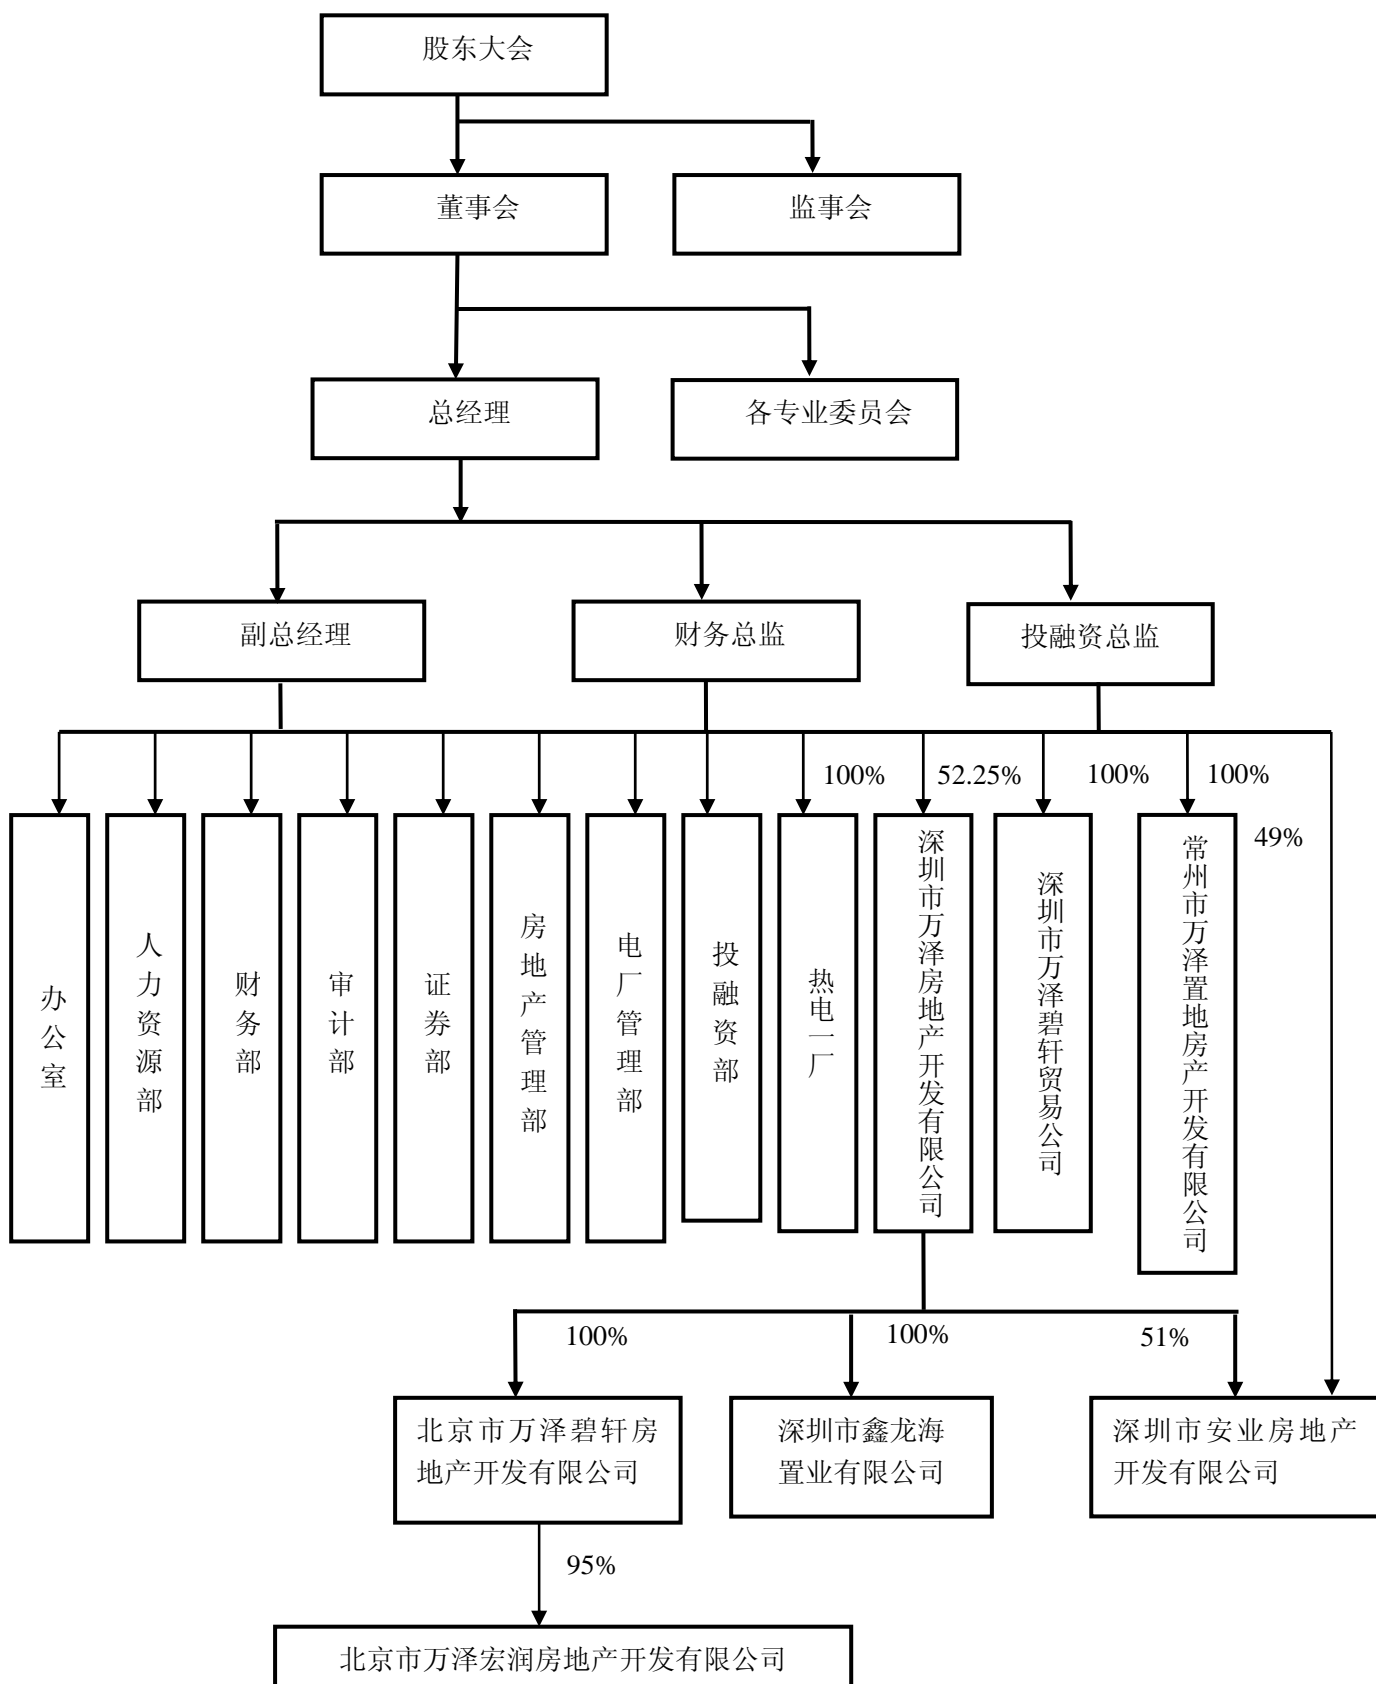 股东大会
董事会
监事会
总经理
各专业委员会
副总经理
财务总监
投融资总监
100%
52.25%
100%
100%
49%
办公室
人力资源部
财务部
审计部
证券部
房地产管理部
电厂管理部
投融资部
热电一厂
深圳市万泽房地产开发有限公司
深圳市万泽碧轩贸易公司
常州市万泽置地房产开发有限公司
100%
100%
51%
北京市万泽碧轩房
地产开发有限公司
深圳市鑫龙海
置业有限公司
深圳市安业房地产
开发有限公司
95%
北京市万泽宏润房地产开发有限公司